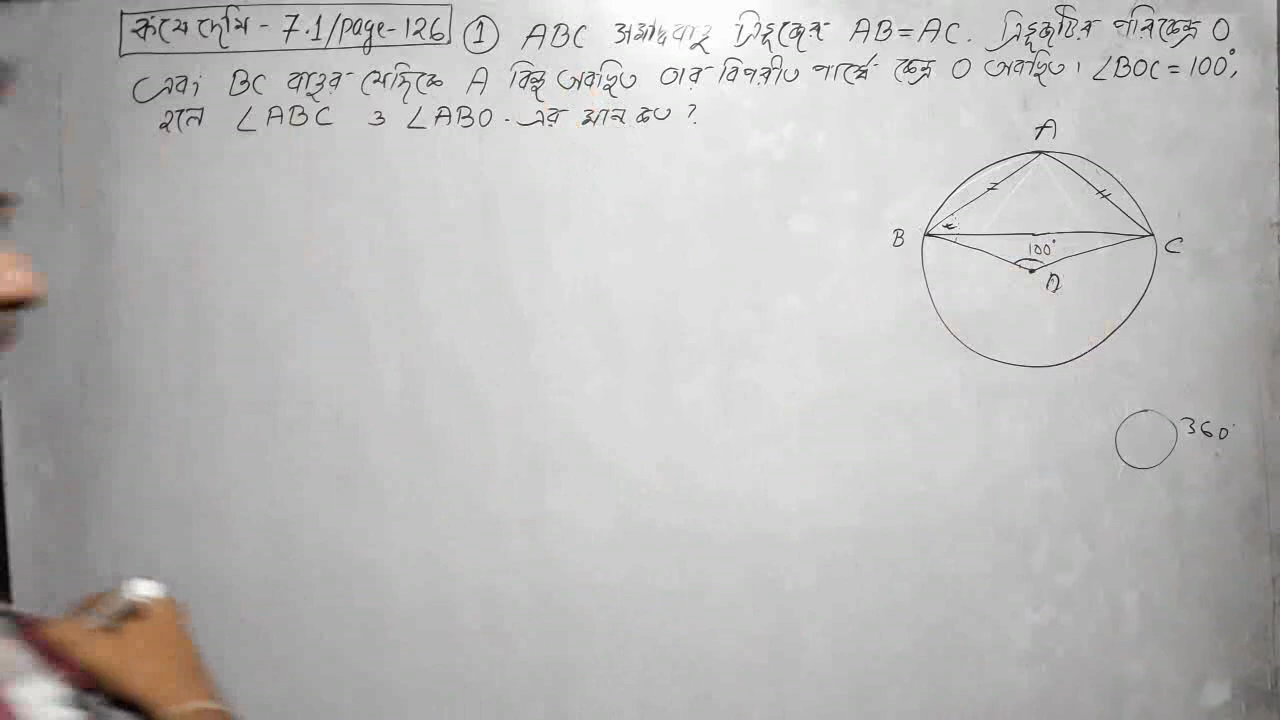 কষে দেখি - 7.1/page-126 ① ABC সমদ্বিবাহু ত্রিভুজের AB=AC. ত্রিভুজটির পরিকেন্দ্র O
এবং BC বাহুর যেদিকে A বিন্দু অবস্থিত তার বিপরীত পার্শ্বে কেন্দ্র O অবস্থিত। ∠BOC = 100°,
হলে ∠ABC ও ∠ABO. এর মান কত ?
A
B
C
100°
O
360°